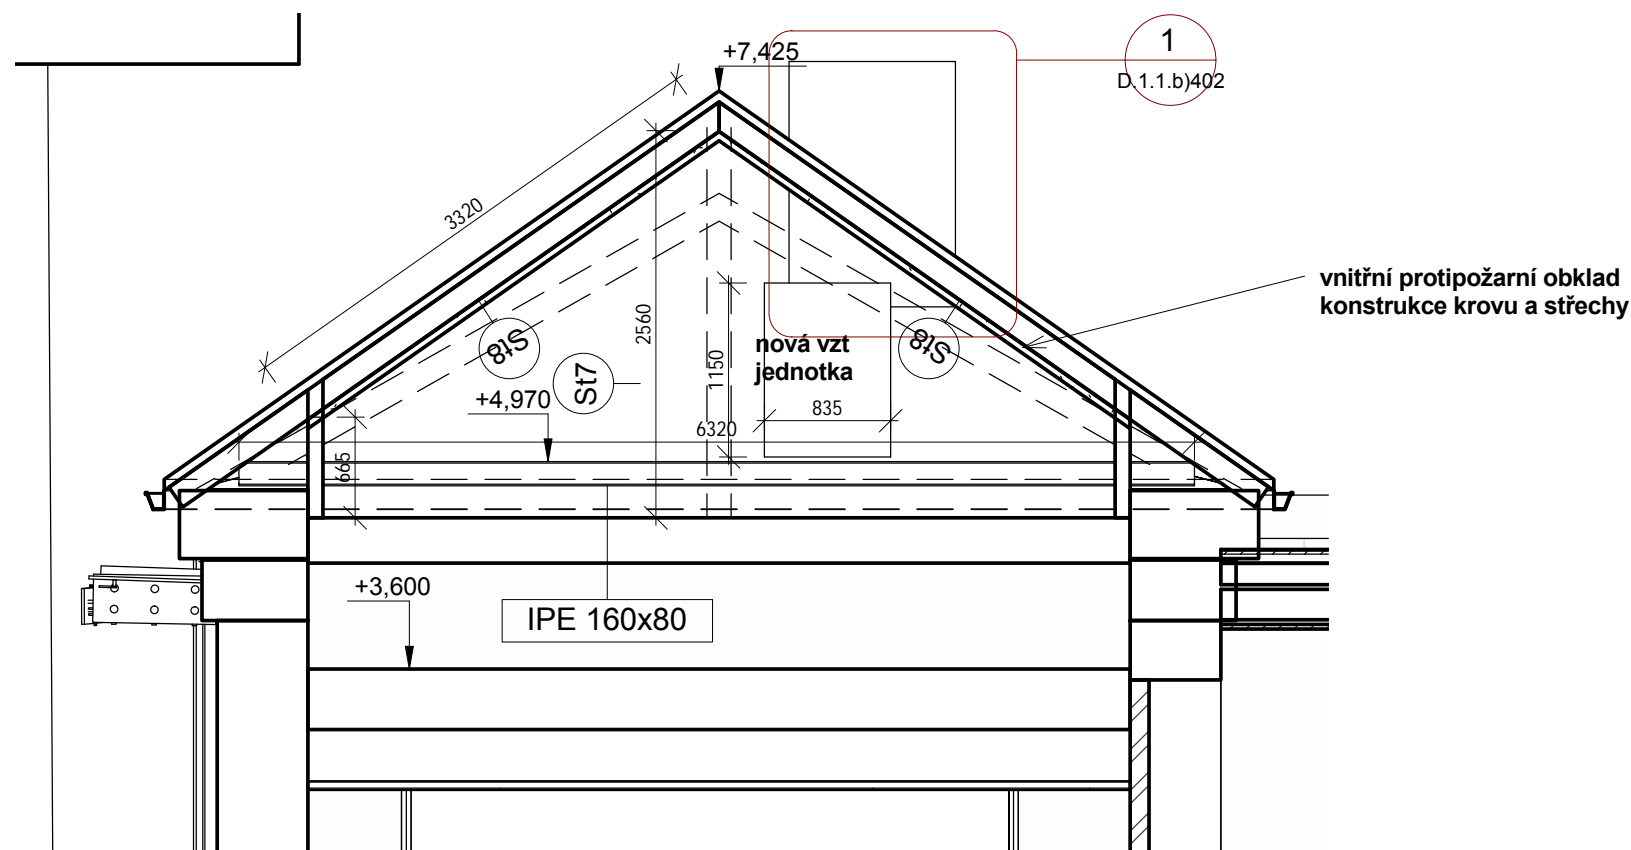 +7,425
1
D.1.1.b)402
3320
vnitřní protipožární obklad
konstrukce krovu a střechy
2560
St8
St8
nová vzt
jednotka
1150
St7
+4,970
835
6320
665
+3,600
IPE 160x80